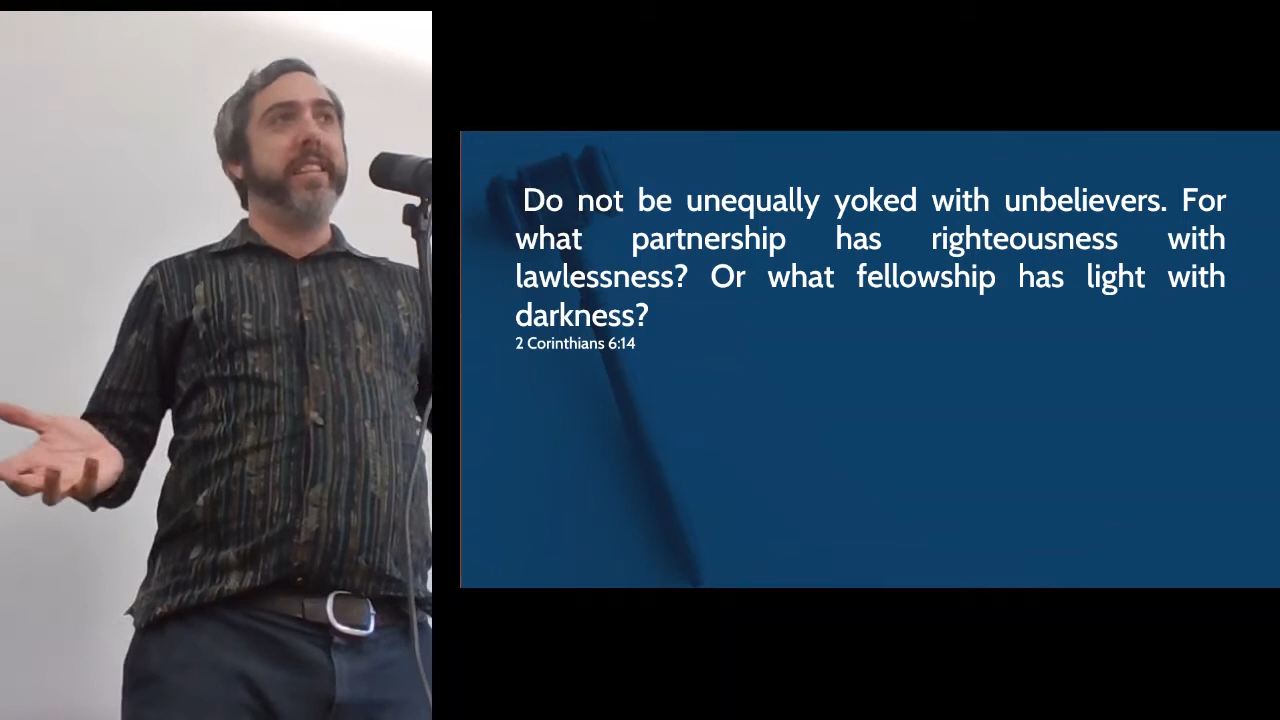 Do not be unequally yoked with unbelievers. For
what partnership has righteousness with
lawlessness? Or what fellowship has light with
darkness?
2 Corinthians 6:14